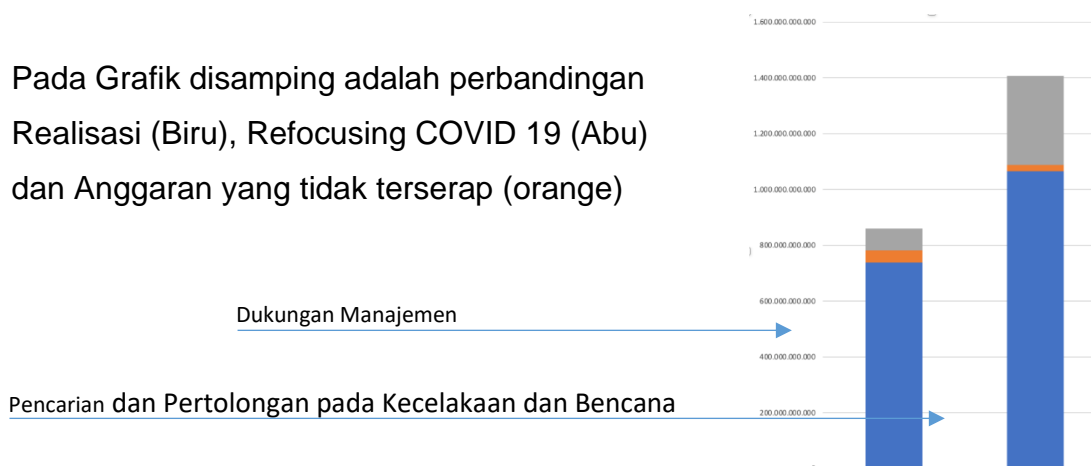 Pada Grafik disamping adalah perbandingan
Realisasi (Biru), Refocusing COVID 19 (Abu)
dan Anggaran yang tidak terserap (orange)
Dukungan Manajemen
Pencarian dan Pertolongan pada Kecelakaan dan Bencana
1.600.000.000.000
1.400.000.000.000
1.200.000.000.000
1.000.000.000.000
800.000.000.000
600.000.000.000
400.000.000.000
200.000.000.000